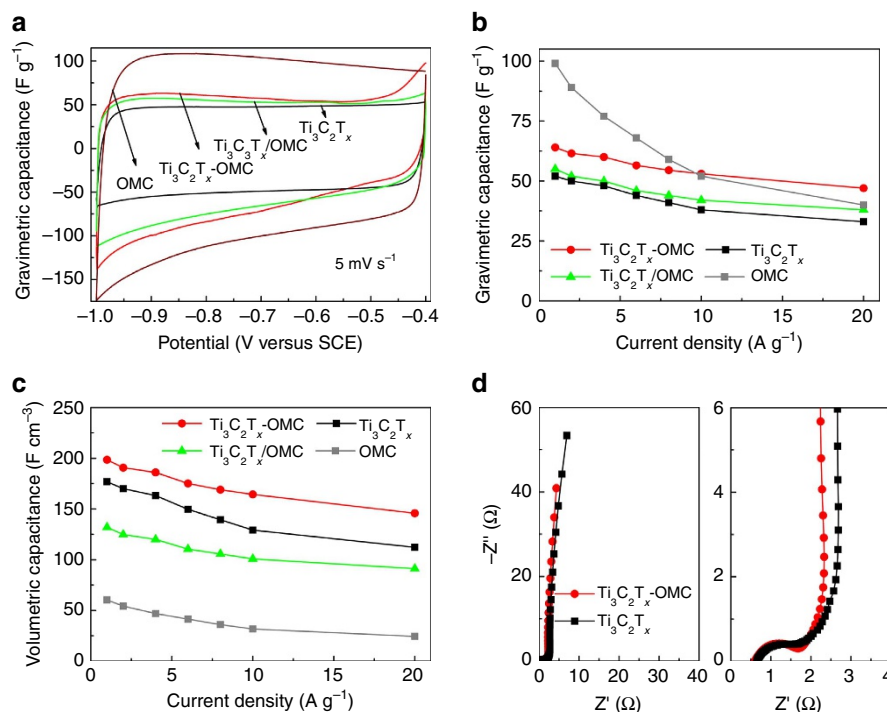 a
Gravimetric capacitance (F g⁻¹)
100
50
0
−50
−100
−150
OMC
Ti₃C₂Tₓ-OMC
Ti₃C₃Tₓ/OMC
Ti₃C₂Tₓ
5 mV s⁻¹
−1.0 −0.9 −0.8 −0.7 −0.6 −0.5 −0.4
Potential (V versus SCE)
b
Gravimetric capacitance (F g⁻¹)
100
75
50
25
0
Ti₃C₂Tₓ-OMC Ti₃C₂Tₓ
Ti₃C₂Tₓ/OMC OMC
0 5 10 15 20
Current density (A g⁻¹)
c
Volumetric capacitance (F cm⁻³)
250
200
150
100
50
0
Ti₃C₂Tₓ-OMC Ti₃C₂Tₓ
Ti₃C₂Tₓ/OMC OMC
0 5 10 15 20
Current density (A g⁻¹)
d
−Z″ (Ω)
60
40
20
0
Ti₃C₂Tₓ-OMC
Ti₃C₂Tₓ
0 10 20 30 40
Z′ (Ω)
6
4
2
0
0 1 2 3 4
Z′ (Ω)